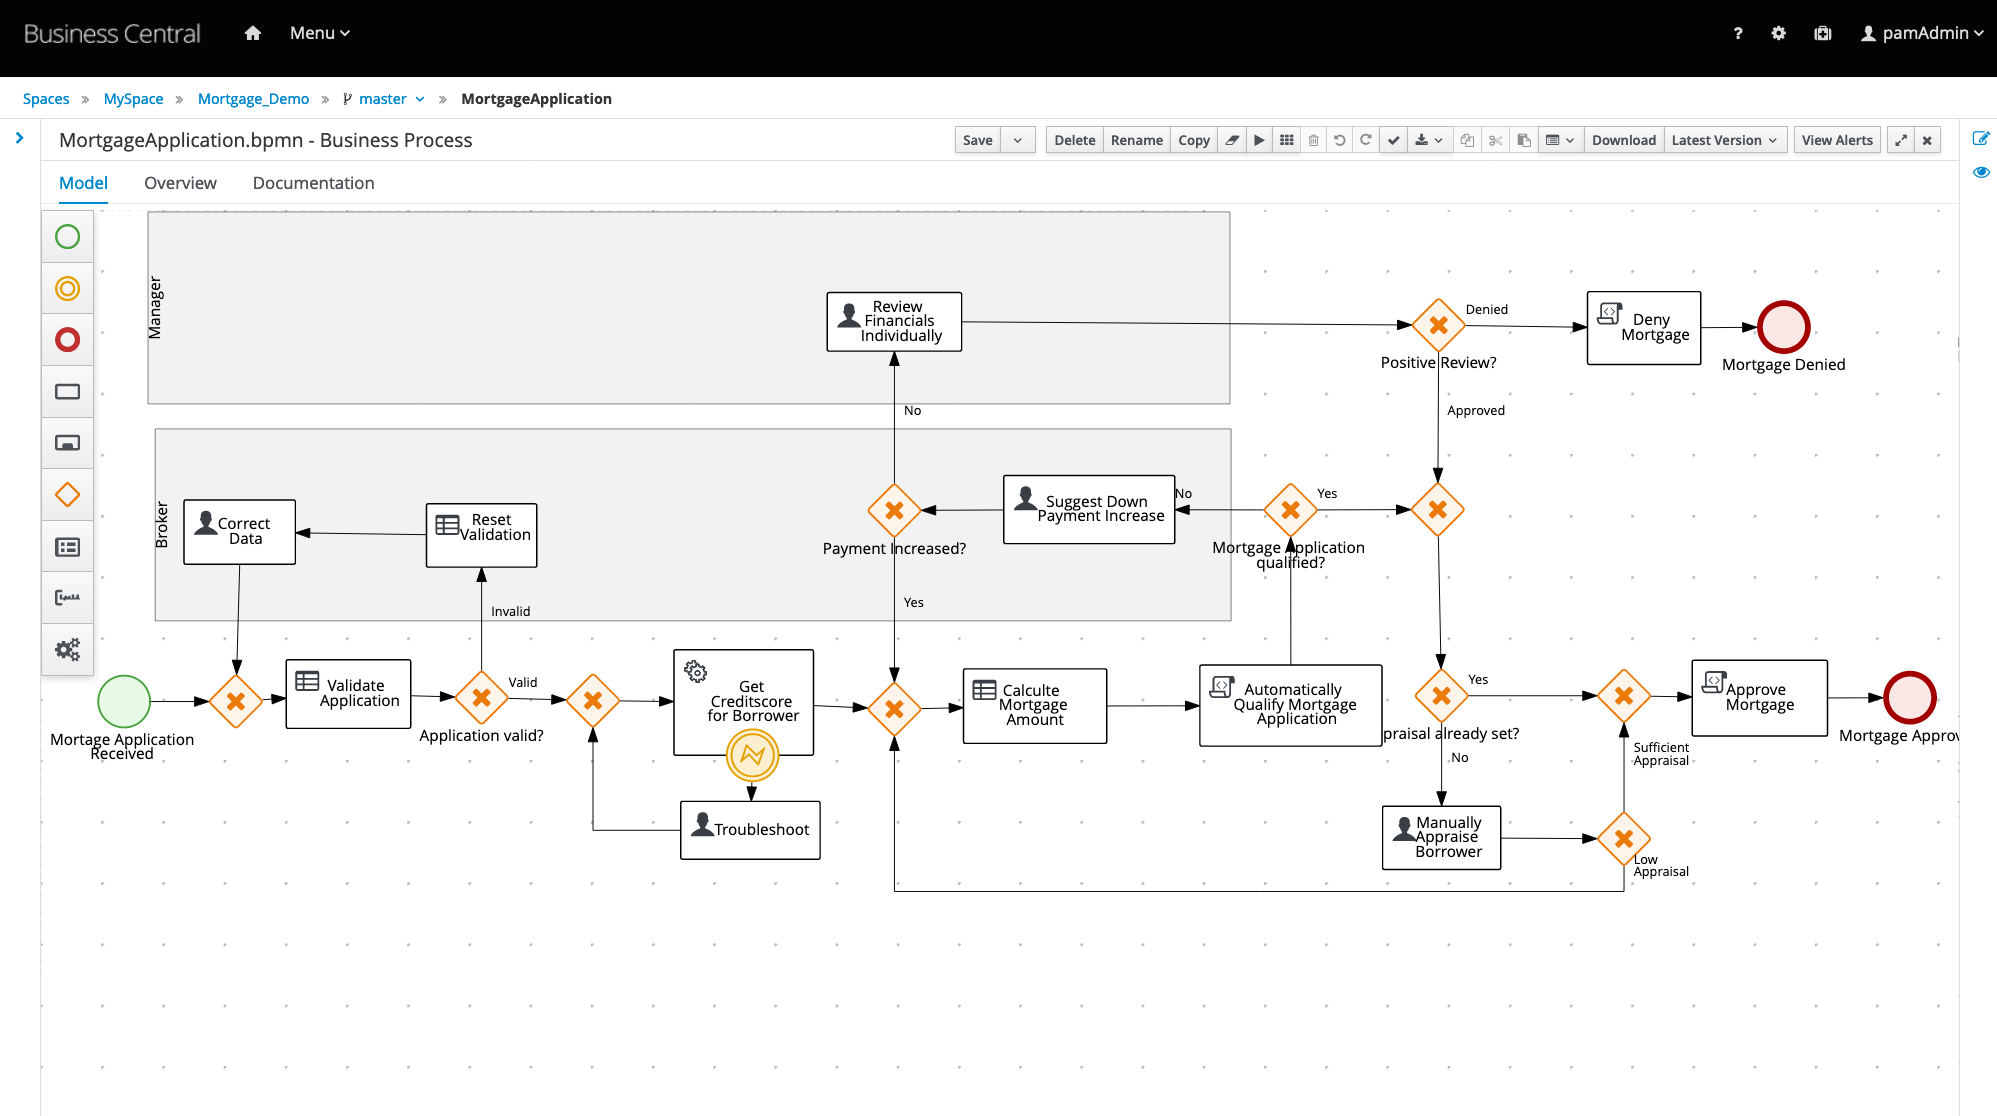 Business Central
Menu
?
pamAdmin
Spaces » MySpace » Mortgage_Demo » master » MortgageApplication
MortgageApplication.bpmn - Business Process
Save
Delete
Rename
Copy
Download
Latest Version
View Alerts
Model
Overview
Documentation
Manager
Review
Financials
Individually
Denied
Positive Review?
Deny
Mortgage
Mortgage Denied
No
Approved
Broker
Correct
Data
Reset
Validation
Invalid
Payment Increased?
Suggest Down
Payment Increase
No
Yes
Mortgage Application
qualified?
Yes
Mortage Application
Received
Validate
Application
Valid
Application valid?
Get
Creditscore
for Borrower
Troubleshoot
Calculte
Mortgage
Amount
Automatically
Qualify Mortgage
Application
Yes
praisal already set?
No
Sufficient
Appraisal
Approve
Mortgage
Mortgage Approv
Manually
Appraise
Borrower
Low
Appraisal